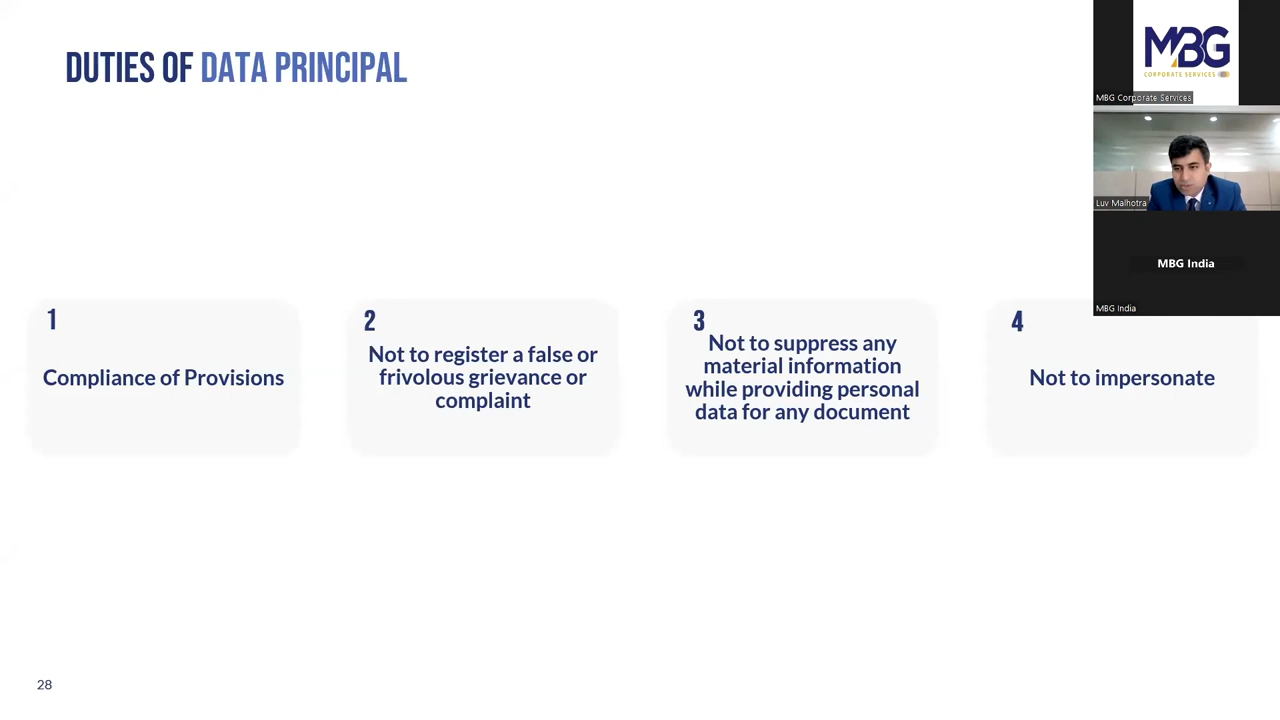 DUTIES OF DATA PRINCIPAL
MBG
CORPORATE SERVICES
MBG Corporate Services
Luv Malhotra
MBG India
MBG India
1
Compliance of Provisions
2
Not to register a false or
frivolous grievance or
complaint
3
Not to suppress any
material information
while providing personal
data for any document
4
Not to impersonate
28